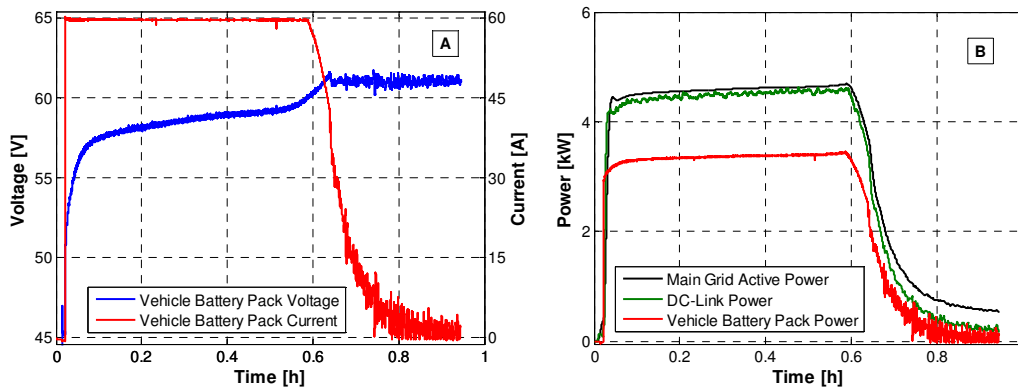 A
65
60
55
50
45
Voltage [V]
60
45
30
15
0
Current [A]
0
0.2
0.4
0.6
0.8
1
Time [h]
Vehicle Battery Pack Voltage
Vehicle Battery Pack Current
B
6
4
2
0
Power [kW]
0
0.2
0.4
0.6
0.8
Time [h]
Main Grid Active Power
DC-Link Power
Vehicle Battery Pack Power